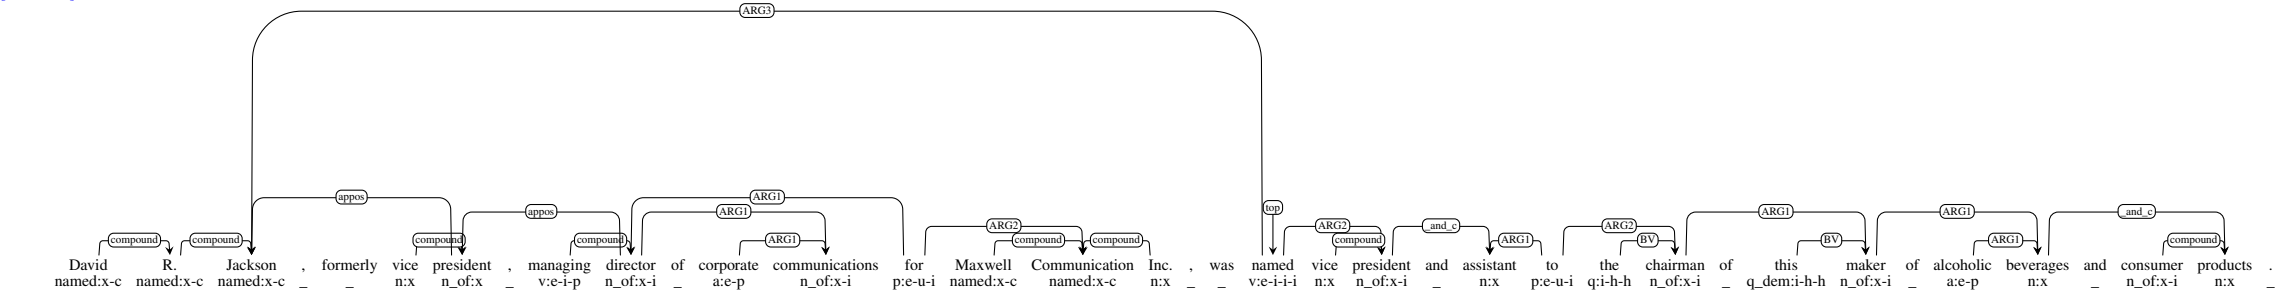 ARG3
top
appos ARG1
appos ARG1 ARG1 ARG1 _and_c
ARG2 ARG2 _and_c ARG2
compound compound compound compound ARG1 compound compound compound ARG1 BV BV ARG1 compound
David R. Jackson , formerly vice president , managing director of corporate communications for Maxwell Communication Inc. , was named vice president and assistant to the chairman of this maker of alcoholic beverages and consumer products .
named:x-c named:x-c named:x-c _ _ n:x n_of:x _ v:e-i-p n_of:x-i _ a:e-p n_of:x-i p:e-u-i named:x-c named:x-c n:x _ _ v:e-i-i-i n:x n_of:x-i _ n:x p:e-u-i q:i-h-h n_of:x-i _ q_dem:i-h-h n_of:x-i _ a:e-p n:x _ n_of:x-i n:x _